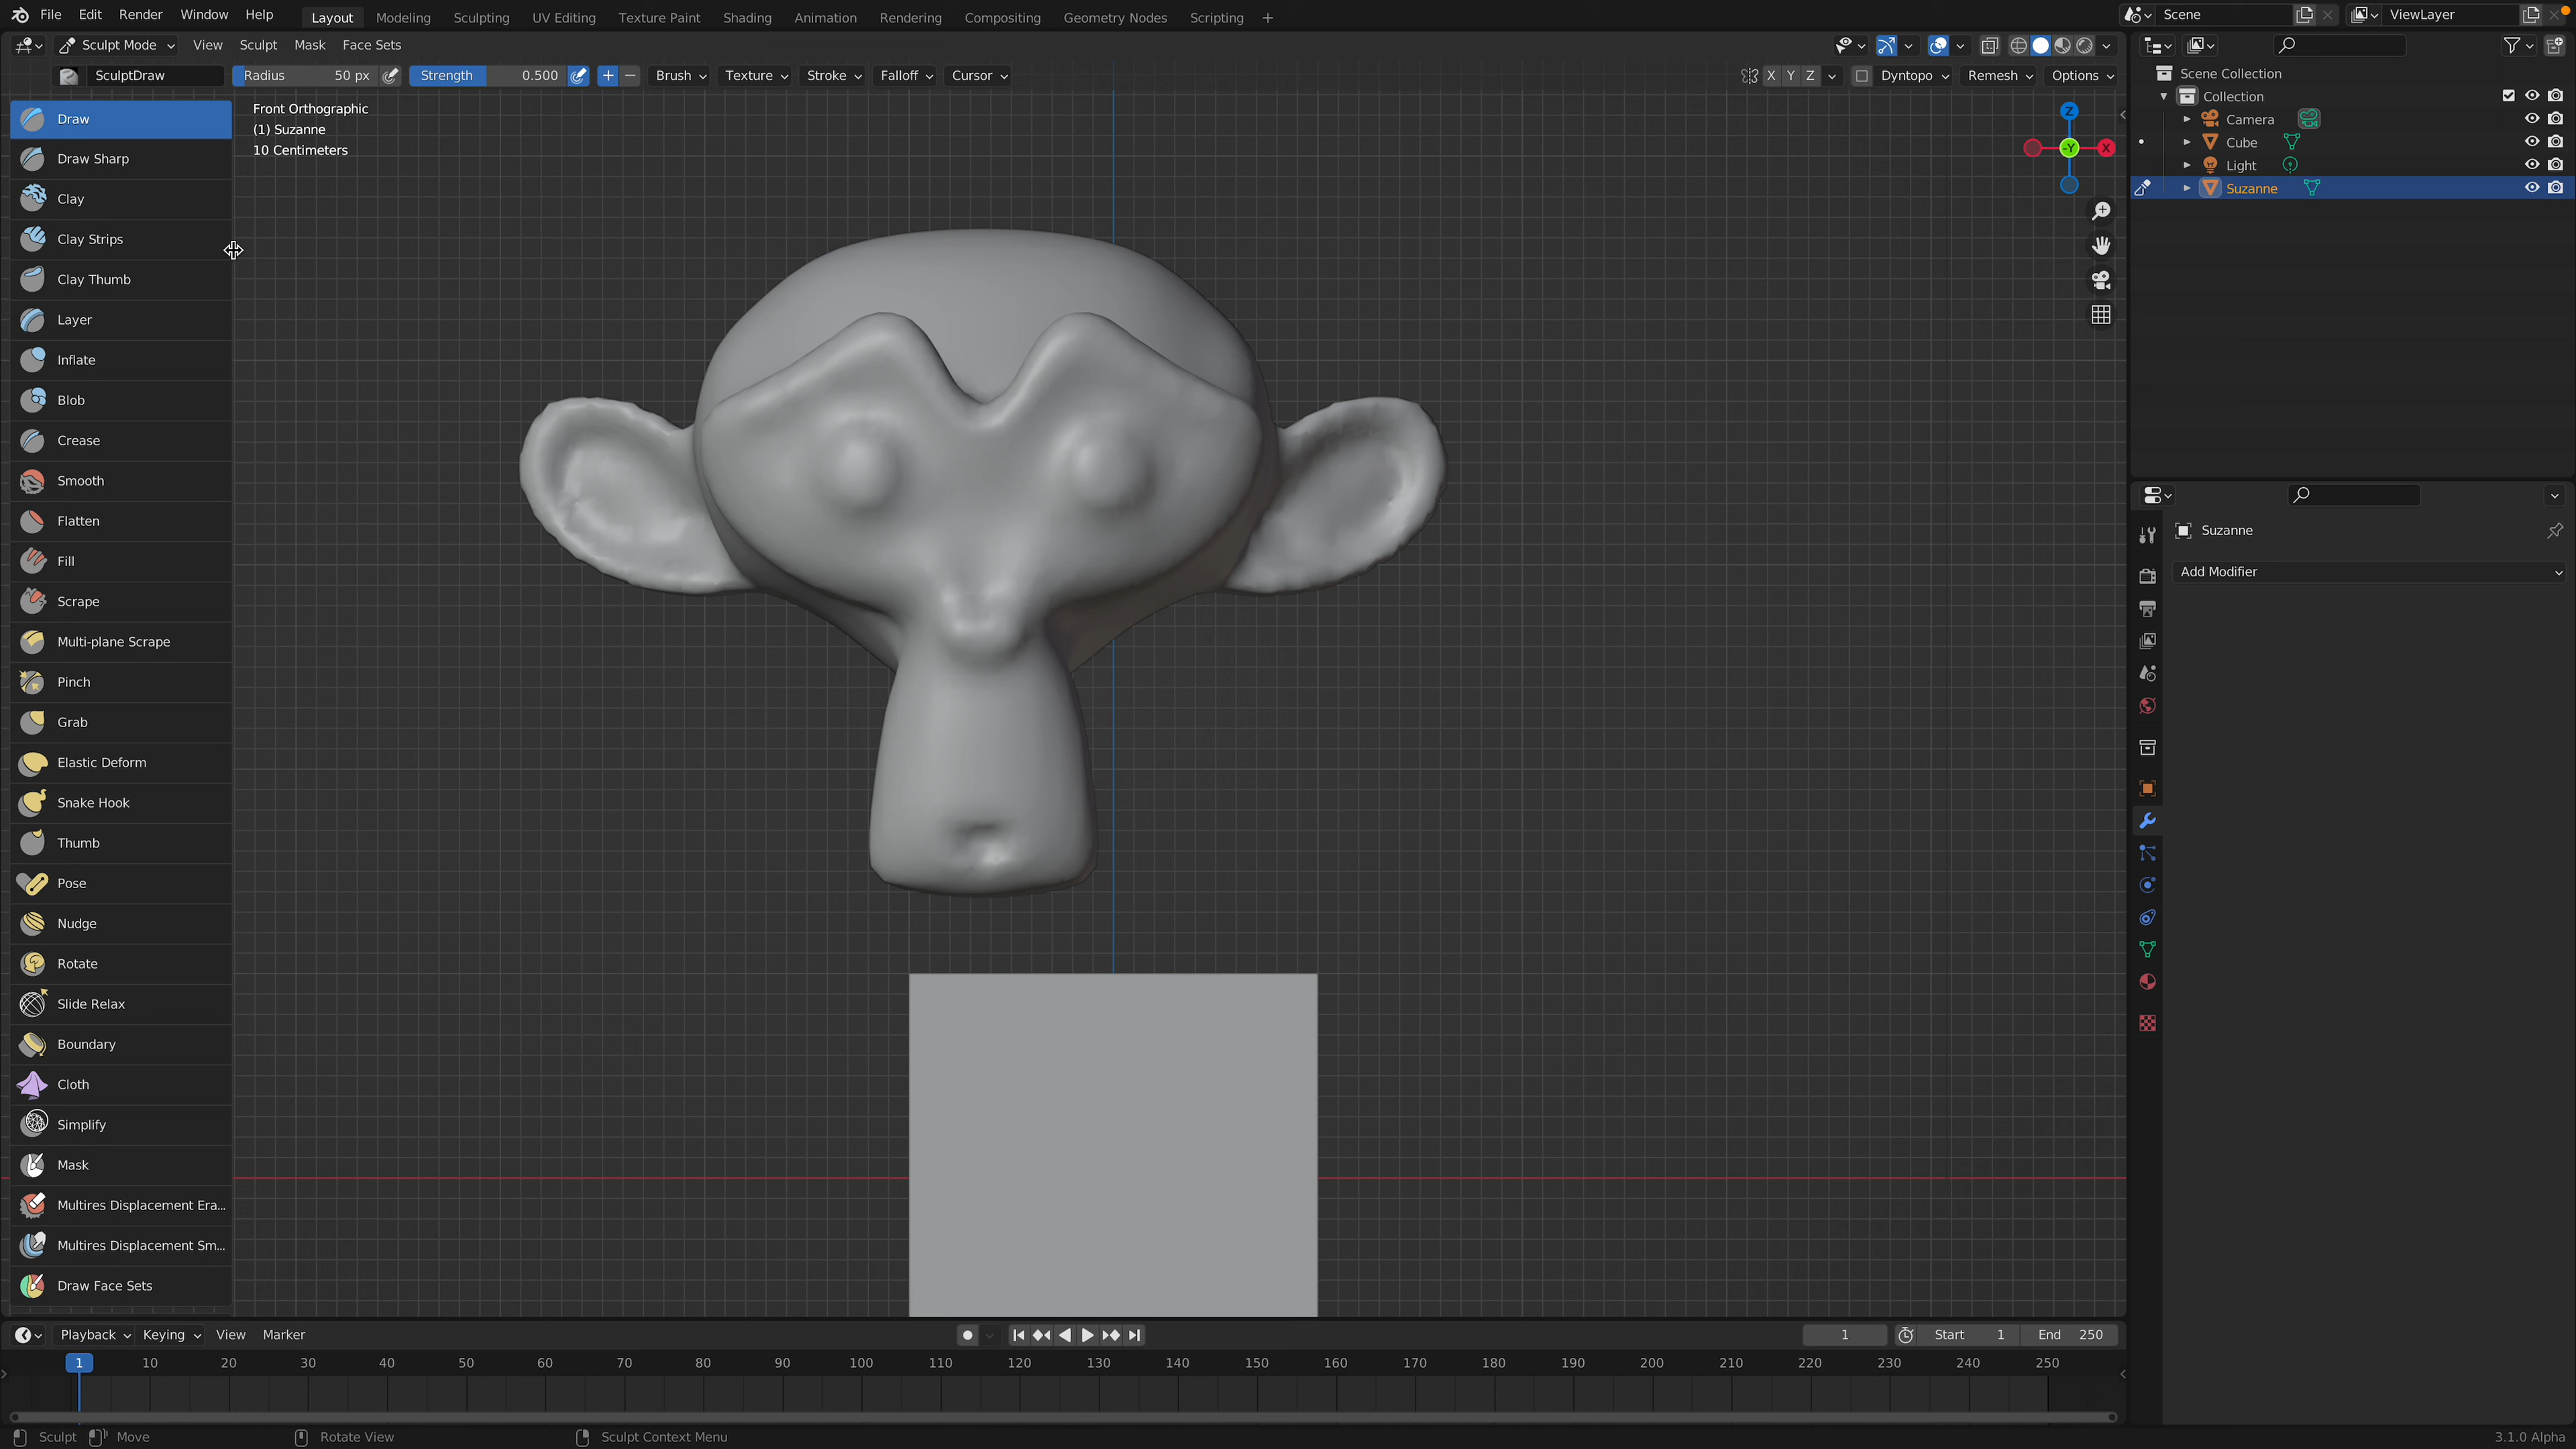 File Edit Render Window Help Layout Modeling Sculpting UV Editing Texture Paint Shading Animation Rendering Compositing Geometry Nodes Scripting + Scene ViewLayer
Sculpt Mode View Sculpt Mask Face Sets
SculptDraw Radius 50 px Strength 0.500 + − Brush Texture Stroke Falloff Cursor X Y Z Dyntopo Remesh Options
Front Orthographic
(1) Suzanne
10 Centimeters
Draw
Draw Sharp
Clay
Clay Strips
Clay Thumb
Layer
Inflate
Blob
Crease
Smooth
Flatten
Fill
Scrape
Multi-plane Scrape
Pinch
Grab
Elastic Deform
Snake Hook
Thumb
Pose
Nudge
Rotate
Slide Relax
Boundary
Cloth
Simplify
Mask
Multires Displacement Era...
Multires Displacement Sm...
Draw Face Sets
Z
-Y X
Scene Collection
Collection
Camera
Cube
Light
Suzanne
Suzanne
Add Modifier
Playback Keying View Marker 1 Start 1 End 250
1 10 20 30 40 50 60 70 80 90 100 110 120 130 140 150 160 170 180 190 200 210 220 230 240 250
Sculpt Move Rotate View Sculpt Context Menu 3.1.0 Alpha